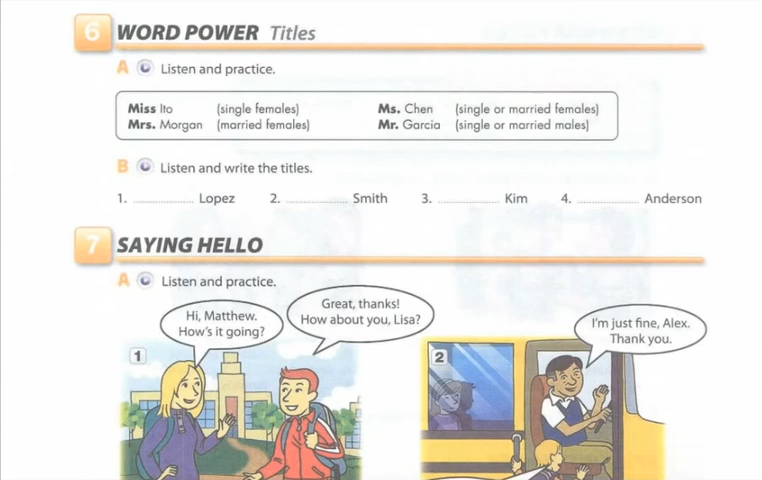 6 WORD POWER Titles
A Listen and practice.
Miss Ito (single females) Ms. Chen (single or married females)
Mrs. Morgan (married females) Mr. Garcia (single or married males)
B Listen and write the titles.
1. .................. Lopez 2. .................. Smith 3. .................. Kim 4. .................. Anderson
7 SAYING HELLO
A Listen and practice.
Hi, Matthew.
How's it going?
Great, thanks!
How about you, Lisa?
I'm just fine, Alex.
Thank you.
1
2